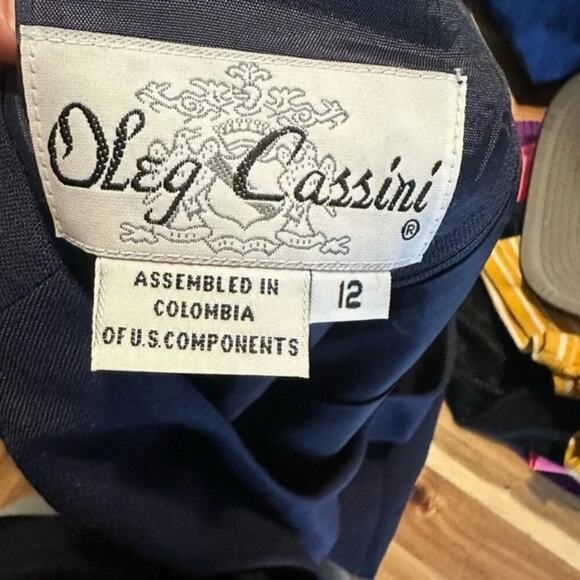 Oleg Cassini
®
ASSEMBLED IN
COLOMBIA
OF U.S. COMPONENTS
12